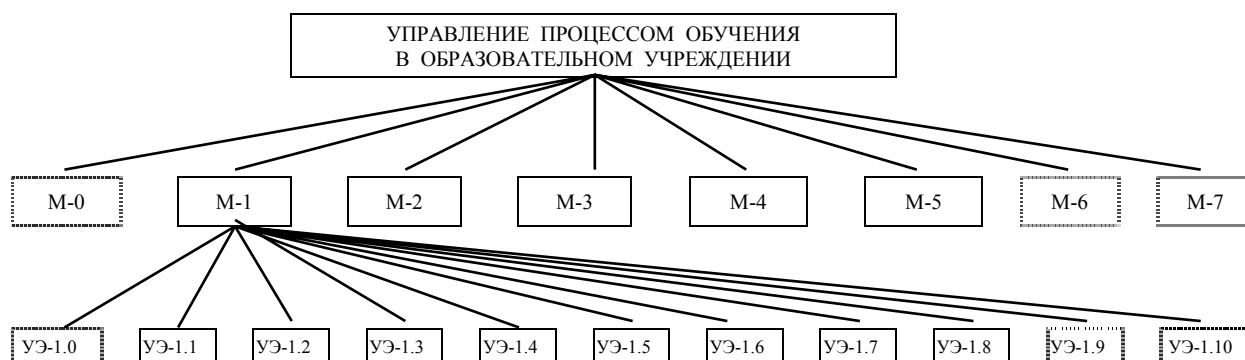 УПРАВЛЕНИЕ ПРОЦЕССОМ ОБУЧЕНИЯ
В ОБРАЗОВАТЕЛЬНОМ УЧРЕЖДЕНИИ
М-0 М-1 М-2 М-3 М-4 М-5 М-6 М-7
УЭ-1.0 УЭ-1.1 УЭ-1.2 УЭ-1.3 УЭ-1.4 УЭ-1.5 УЭ-1.6 УЭ-1.7 УЭ-1.8 УЭ-1.9 УЭ-1.10